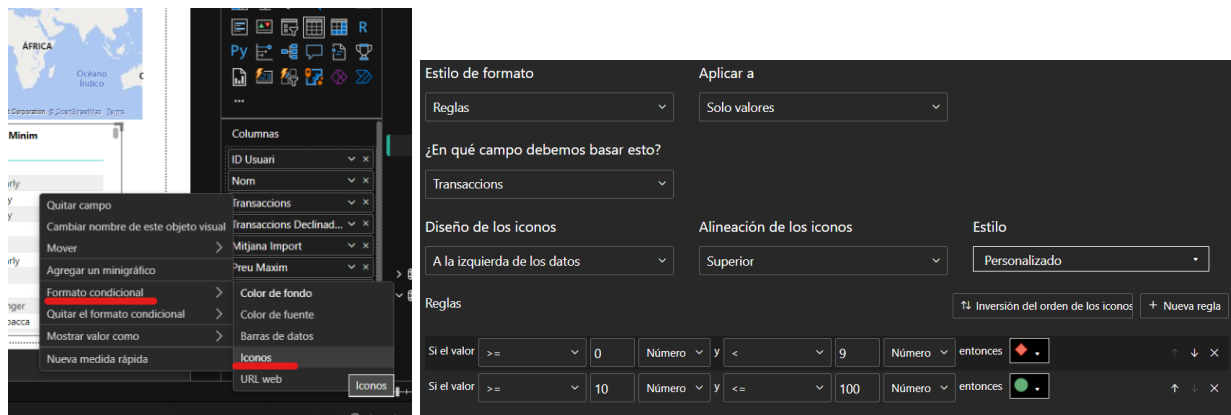 ÁFRICA
Océano
Índico
Corporation, © OpenStreetMap Terms
Minim
rly
y
y
rly
nger
bacca
R
Py
...
Columnas
ID Usuari
Nom
Transaccions
Transaccions Declinad...
Mitjana Import
Preu Maxim
Quitar campo
Cambiar nombre de este objeto visual
Mover
Agregar un minigráfico
Formato condicional
Quitar el formato condicional
Mostrar valor como
Nueva medida rápida
Color de fondo
Color de fuente
Barras de datos
Iconos
URL web
Iconos
Estilo de formato
Aplicar a
Reglas
Solo valores
¿En qué campo debemos basar esto?
Transaccions
Diseño de los iconos
Alineación de los iconos
Estilo
A la izquierda de los datos
Superior
Personalizado
Reglas
Inversión del orden de los iconos
+ Nueva regla
Si el valor >= 0 Número y < 9 Número entonces
Si el valor >= 10 Número y <= 100 Número entonces